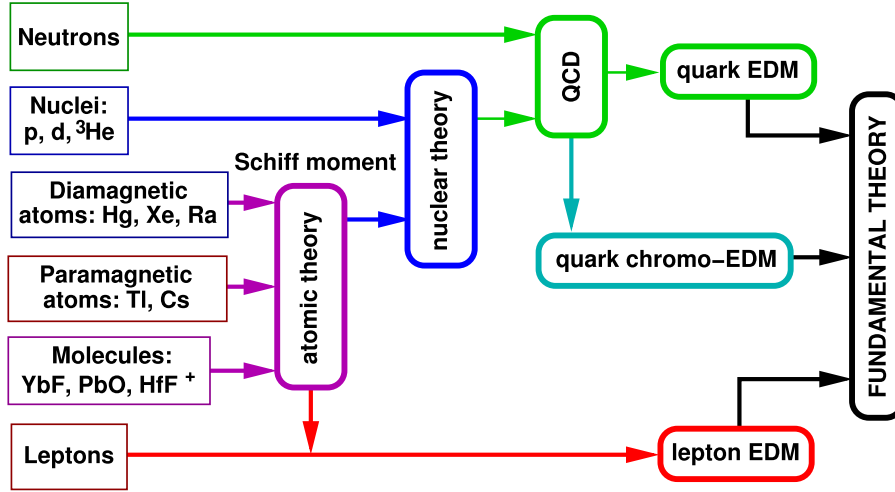 Neutrons
Nuclei:
p, d, ³He
Diamagnetic
atoms: Hg, Xe, Ra
Paramagnetic
atoms: Tl, Cs
Molecules:
YbF, PbO, HfF +
Leptons
Schiff moment
atomic theory
nuclear theory
QCD
quark EDM
quark chromo−EDM
lepton EDM
FUNDAMENTAL THEORY